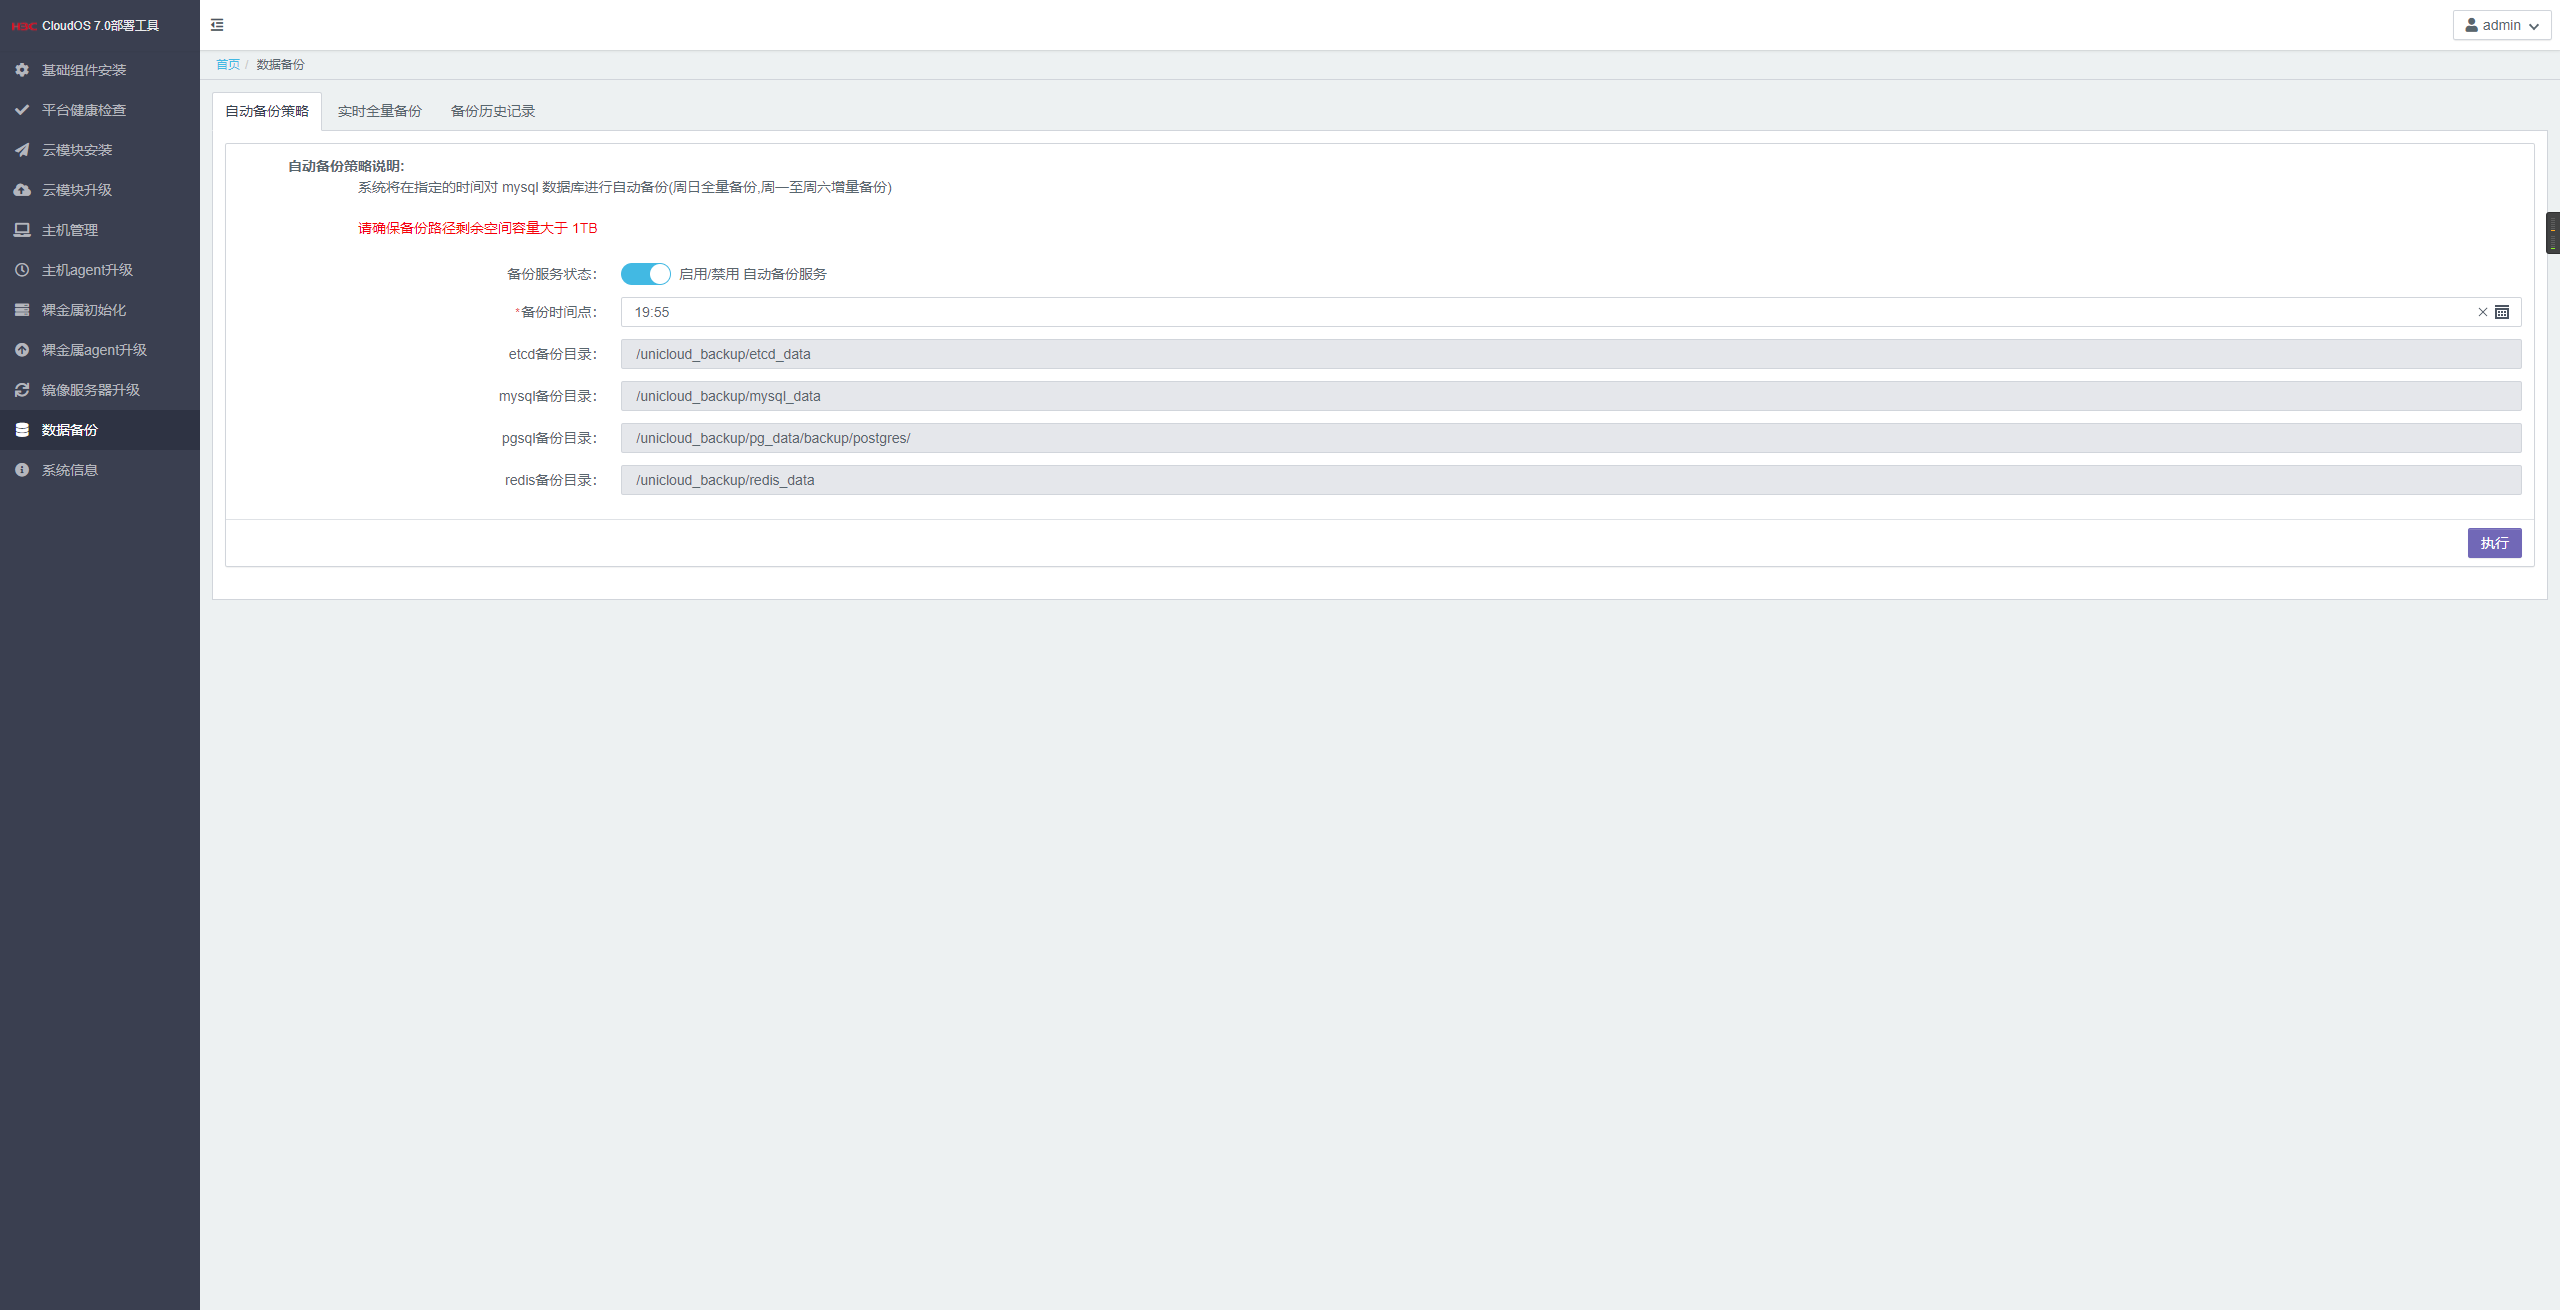 H3C CloudOS 7.0部署工具
admin
基础组件安装
平台健康检查
云模块安装
云模块升级
主机管理
主机agent升级
裸金属初始化
裸金属agent升级
镜像服务器升级
数据备份
系统信息
首页 / 数据备份
自动备份策略 实时全量备份 备份历史记录
自动备份策略说明:
系统将在指定的时间对 mysql 数据库进行自动备份(周日全量备份,周一至周六增量备份)
请确保备份路径剩余空间容量大于 1TB
备份服务状态: 启用/禁用 自动备份服务
*备份时间点: 19:55
etcd备份目录: /unicloud_backup/etcd_data
mysql备份目录: /unicloud_backup/mysql_data
pgsql备份目录: /unicloud_backup/pg_data/backup/postgres/
redis备份目录: /unicloud_backup/redis_data
执行